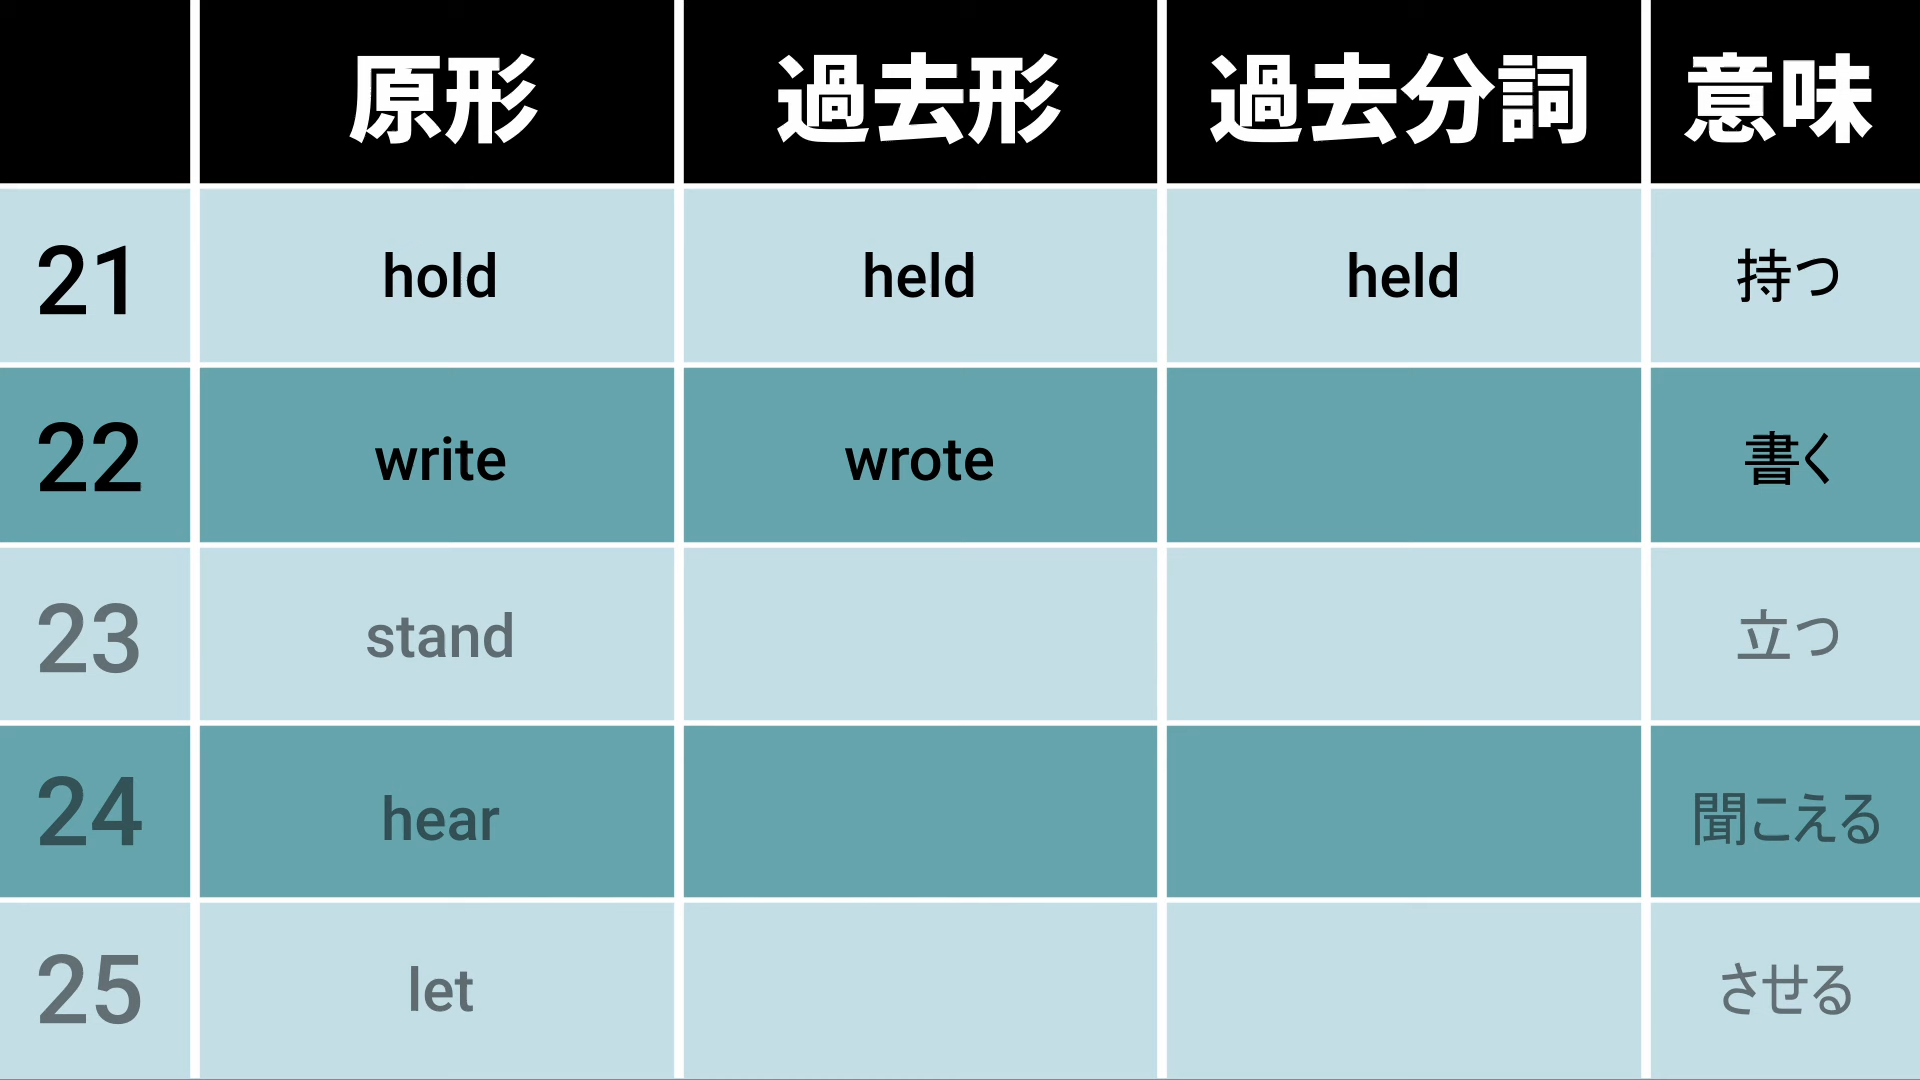 原形 過去形 過去分詞 意味
21 hold held held 持つ
22 write wrote 書く
23 stand 立つ
24 hear 聞こえる
25 let させる